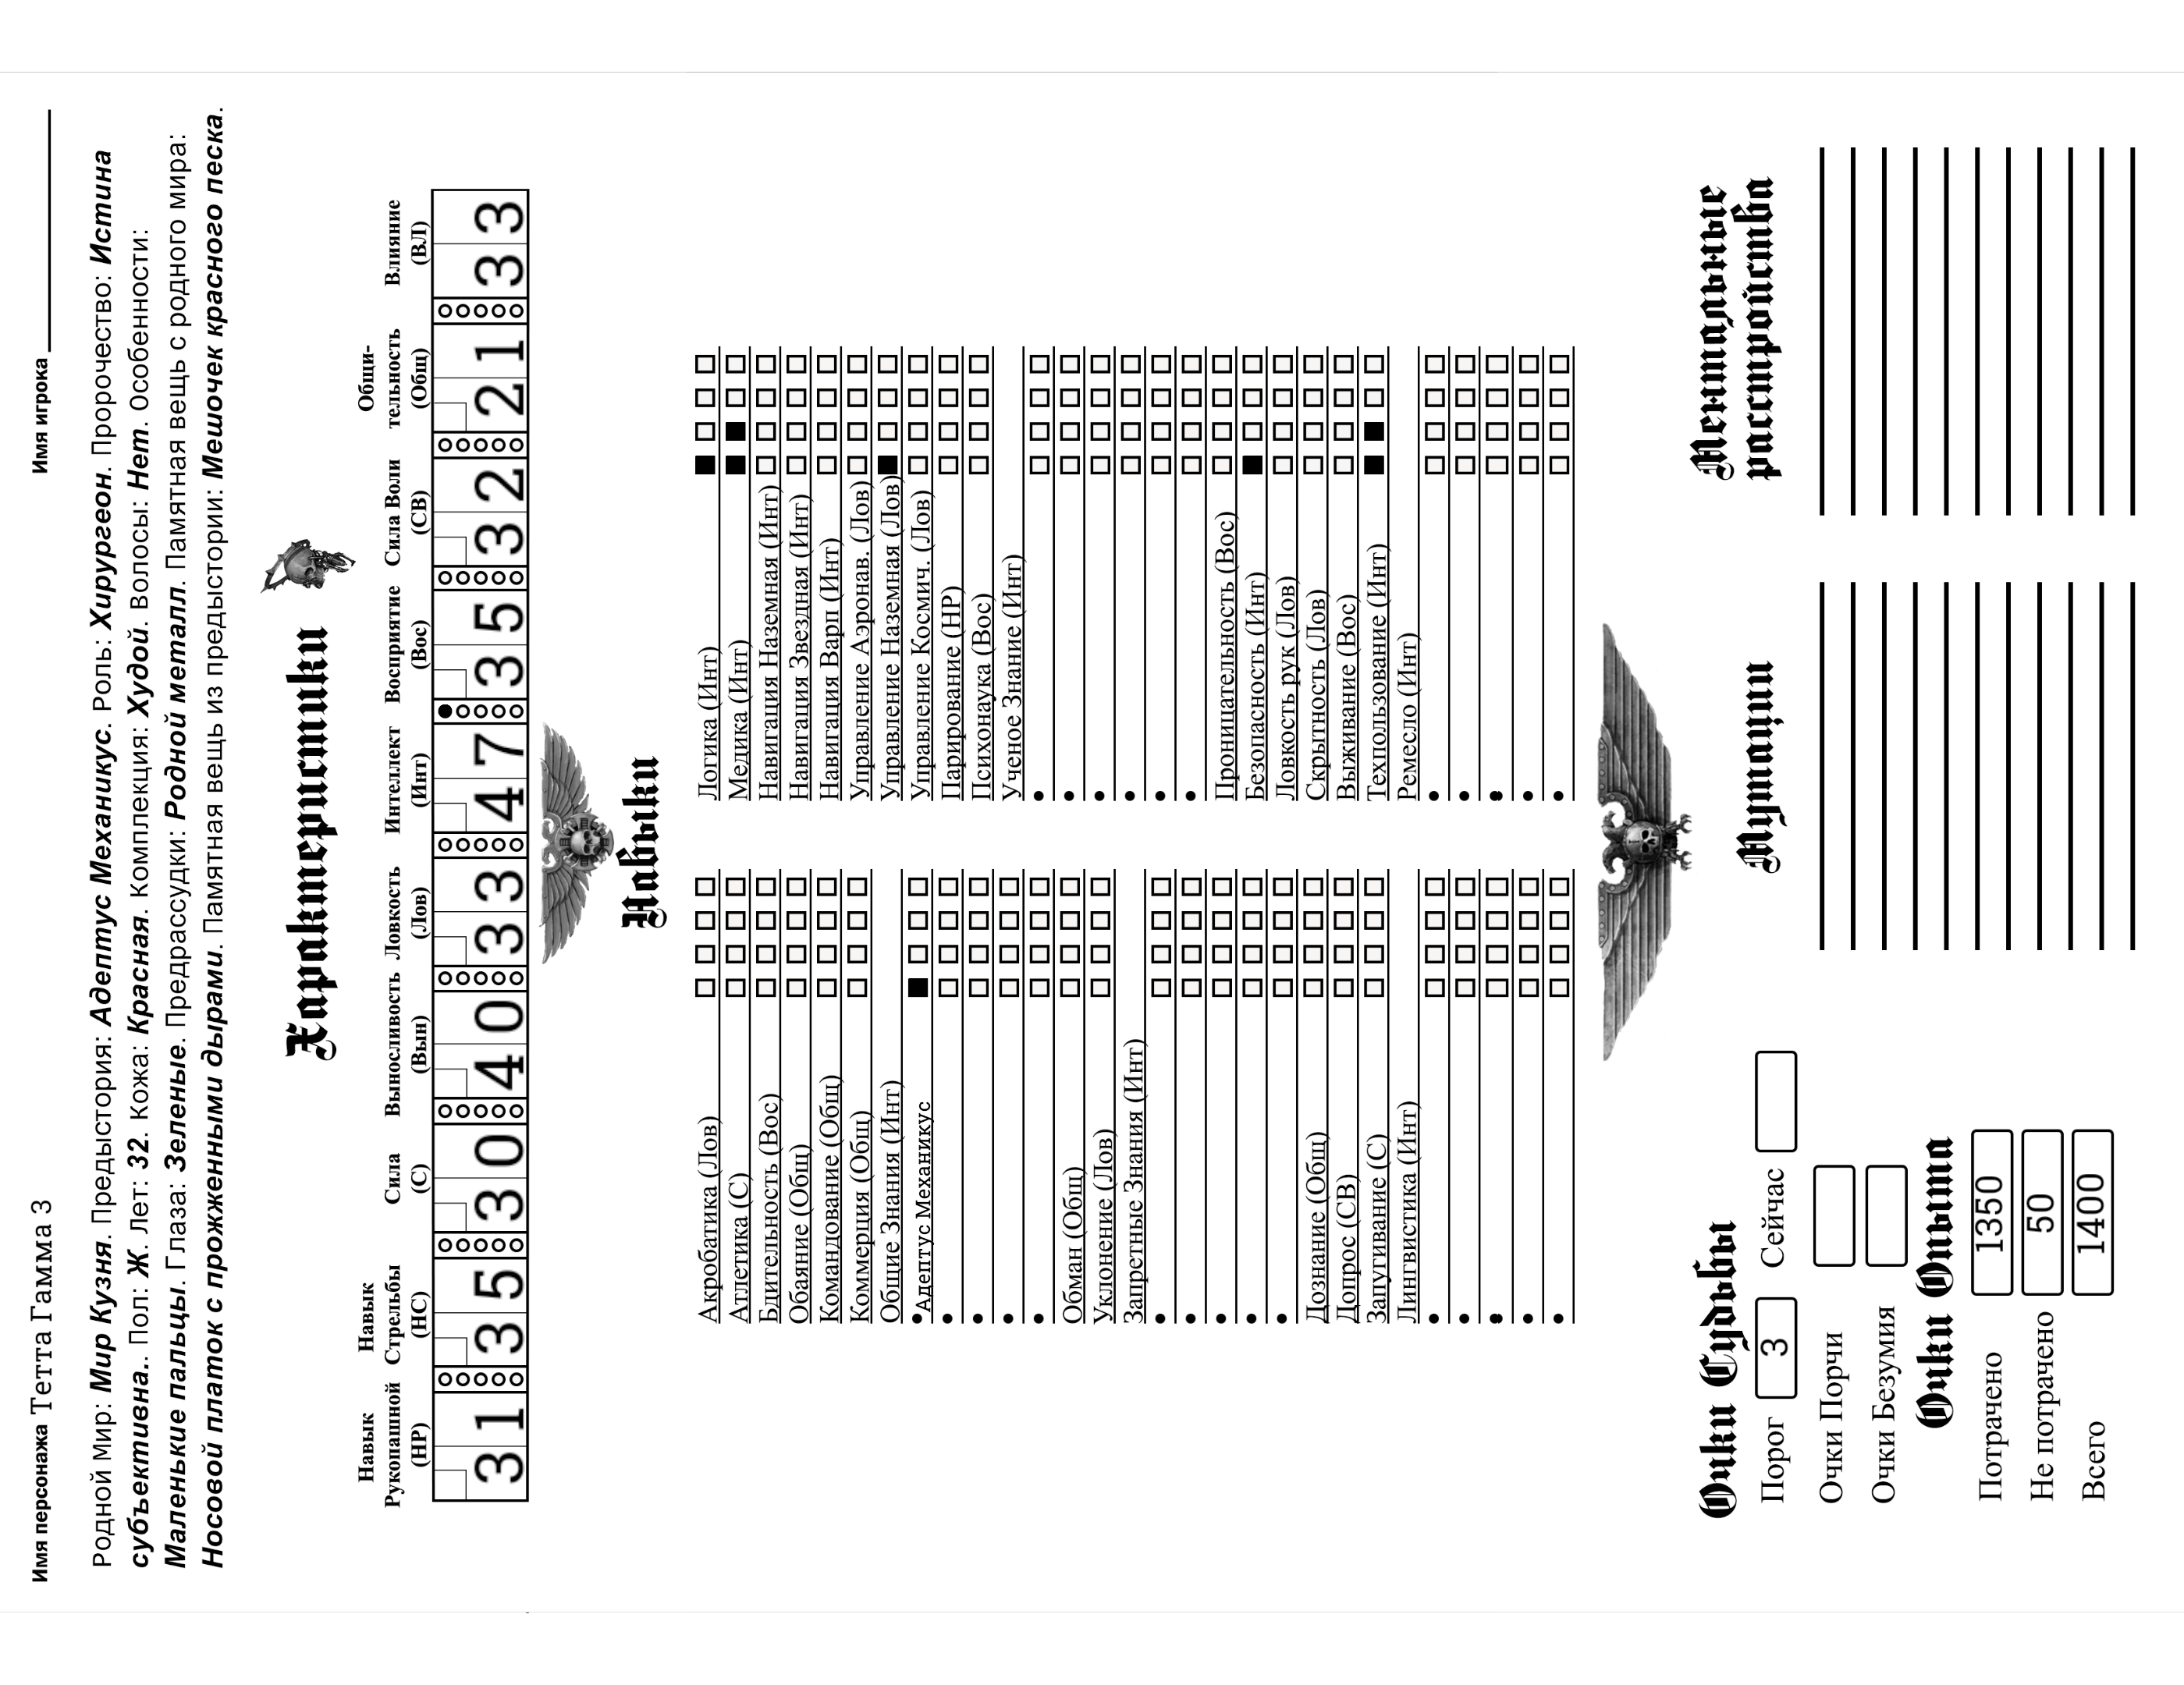 Имя персонажа Тетта Гамма 3
Имя игрока
Родной Мир: Мир Кузня. Предыстория: Адептус Механикус. Роль: Хирургеон. Пророчество: Истина
субъективна.. Пол: Ж. Лет: 32. Кожа: Красная. Комплекция: Худой. Волосы: Нет. Особенности:
Маленькие пальцы. Глаза: Зеленые. Предрассудки: Родной металл. Памятная вещь с родного мира:
Носовой платок с прожженными дырами. Памятная вещь из предыстории: Мешочек красного песка.
Характеристики
Навык Рукопашной (НР)
31
Навык Стрельбы (НС)
35
Сила (С)
30
Выносливость (Вын)
40
Ловкость (Лов)
33
Интеллект (Инт)
47
Восприятие (Вос)
35
Сила Воли (СВ)
32
Общи-
тельность (Общ)
21
Влияние (ВЛ)
33
Навыки
Акробатика (Лов)
Атлетика (С)
Бдительность (Вос)
Обаяние (Общ)
Командование (Общ)
Коммерция (Общ)
Общие Знания (Инт)
• Адептус Механикус
•
•
•
•
Обман (Общ)
Уклонение (Лов)
Запретные Знания (Инт)
•
•
•
•
•
Дознание (Общ)
Допрос (СВ)
Запугивание (С)
Лингвистика (Инт)
•
•
•
•
•
Логика (Инт)
Медика (Инт)
Навигация Наземная (Инт)
Навигация Звездная (Инт)
Навигация Варп (Инт)
Управление Аэронав. (Лов)
Управление Наземная (Лов)
Управление Космич. (Лов)
Парирование (НР)
Психонаука (Вос)
Ученое Знание (Инт)
•
•
•
•
•
•
Проницательность (Вос)
Безопасность (Инт)
Ловкость рук (Лов)
Скрытность (Лов)
Выживание (Вос)
Техпользование (Инт)
Ремесло (Инт)
•
•
•
•
•
Очки Судьбы
Порог 3 Сейчас
Очки Порчи
Очки Безумия
Очки Опыта
Потрачено 1350
Не потрачено 50
Всего 1400
Мутации
Ментальные
расстройства